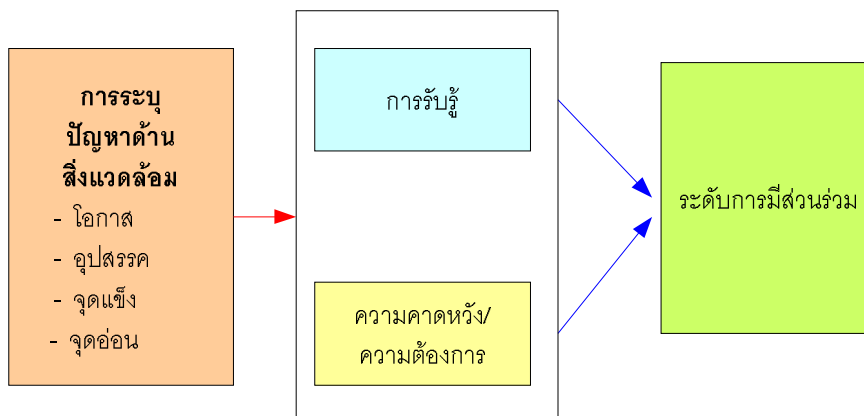 การระบุ
ปัญหาด้าน
สิ่งแวดล้อม
- โอกาส
- อุปสรรค
- จุดแข็ง
- จุดอ่อน
การรับรู้
ความคาดหวัง/
ความต้องการ
ระดับการมีส่วนร่วม